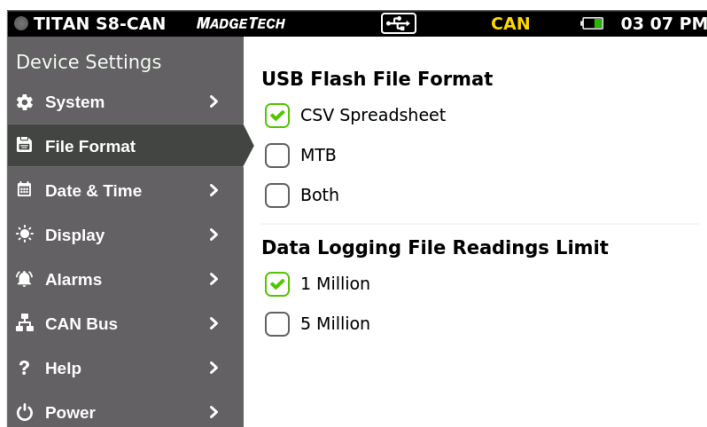 TITAN S8-CAN MADGETECH CAN 03 07 PM
Device Settings
System
File Format
Date & Time
Display
Alarms
CAN Bus
Help
Power
USB Flash File Format
CSV Spreadsheet
MTB
Both
Data Logging File Readings Limit
1 Million
5 Million